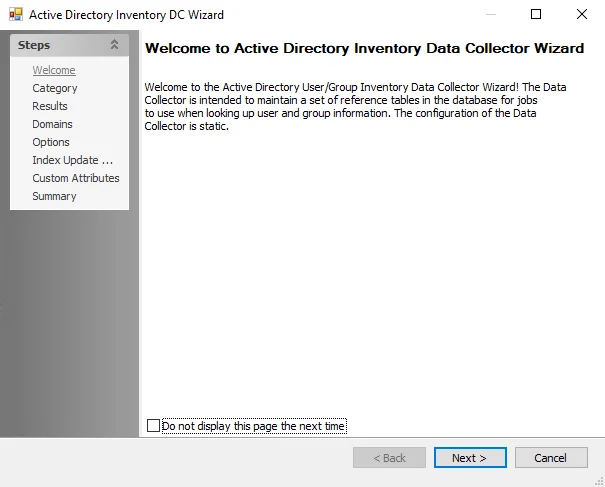 Active Directory Inventory DC Wizard
Steps
Welcome
Category
Results
Domains
Options
Index Update ...
Custom Attributes
Summary
Welcome to Active Directory Inventory Data Collector Wizard
Welcome to the Active Directory User/Group Inventory Data Collector Wizard! The Data
Collector is intended to maintain a set of reference tables in the database for jobs
to use when looking up user and group information. The configuration of the Data
Collector is static.
Do not display this page the next time
< Back
Next >
Cancel